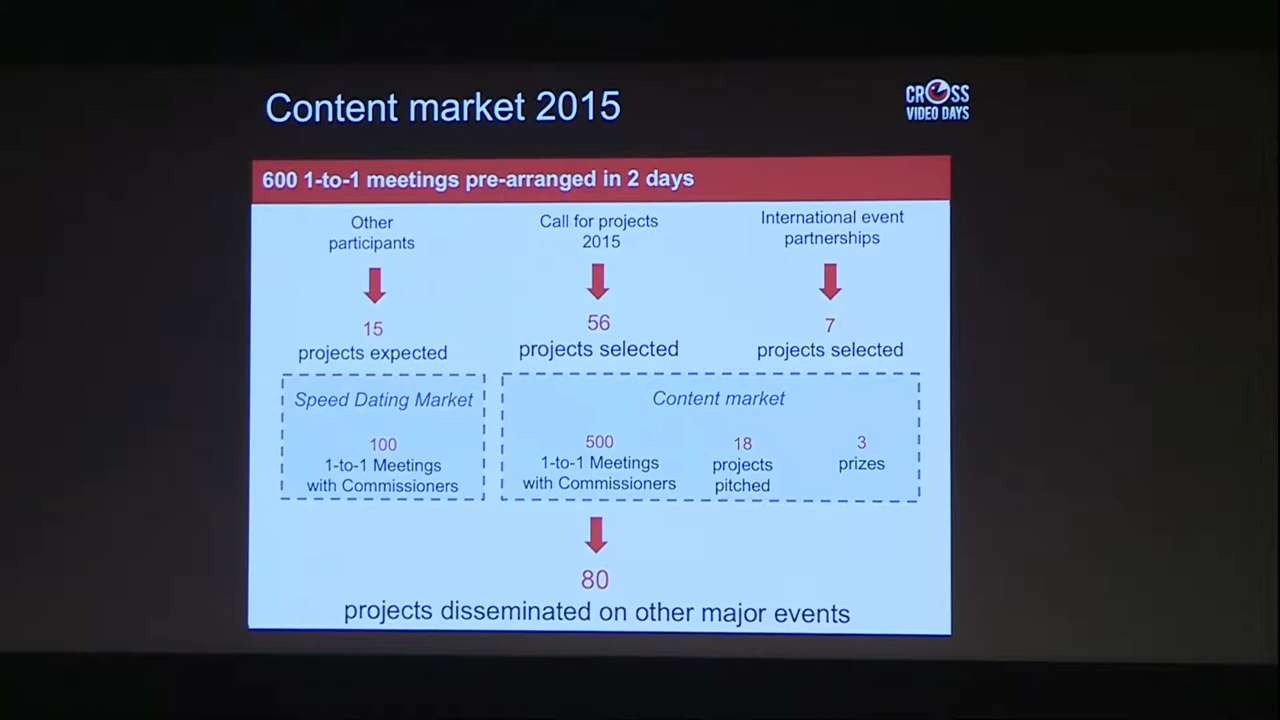 Content market 2015
CROSS
VIDEO DAYS
600 1-to-1 meetings pre-arranged in 2 days
Other
participants
Call for projects
2015
International event
partnerships
15
projects expected
56
projects selected
7
projects selected
Speed Dating Market
100
1-to-1 Meetings
with Commissioners
Content market
500
1-to-1 Meetings
with Commissioners
18
projects
pitched
3
prizes
80
projects disseminated on other major events